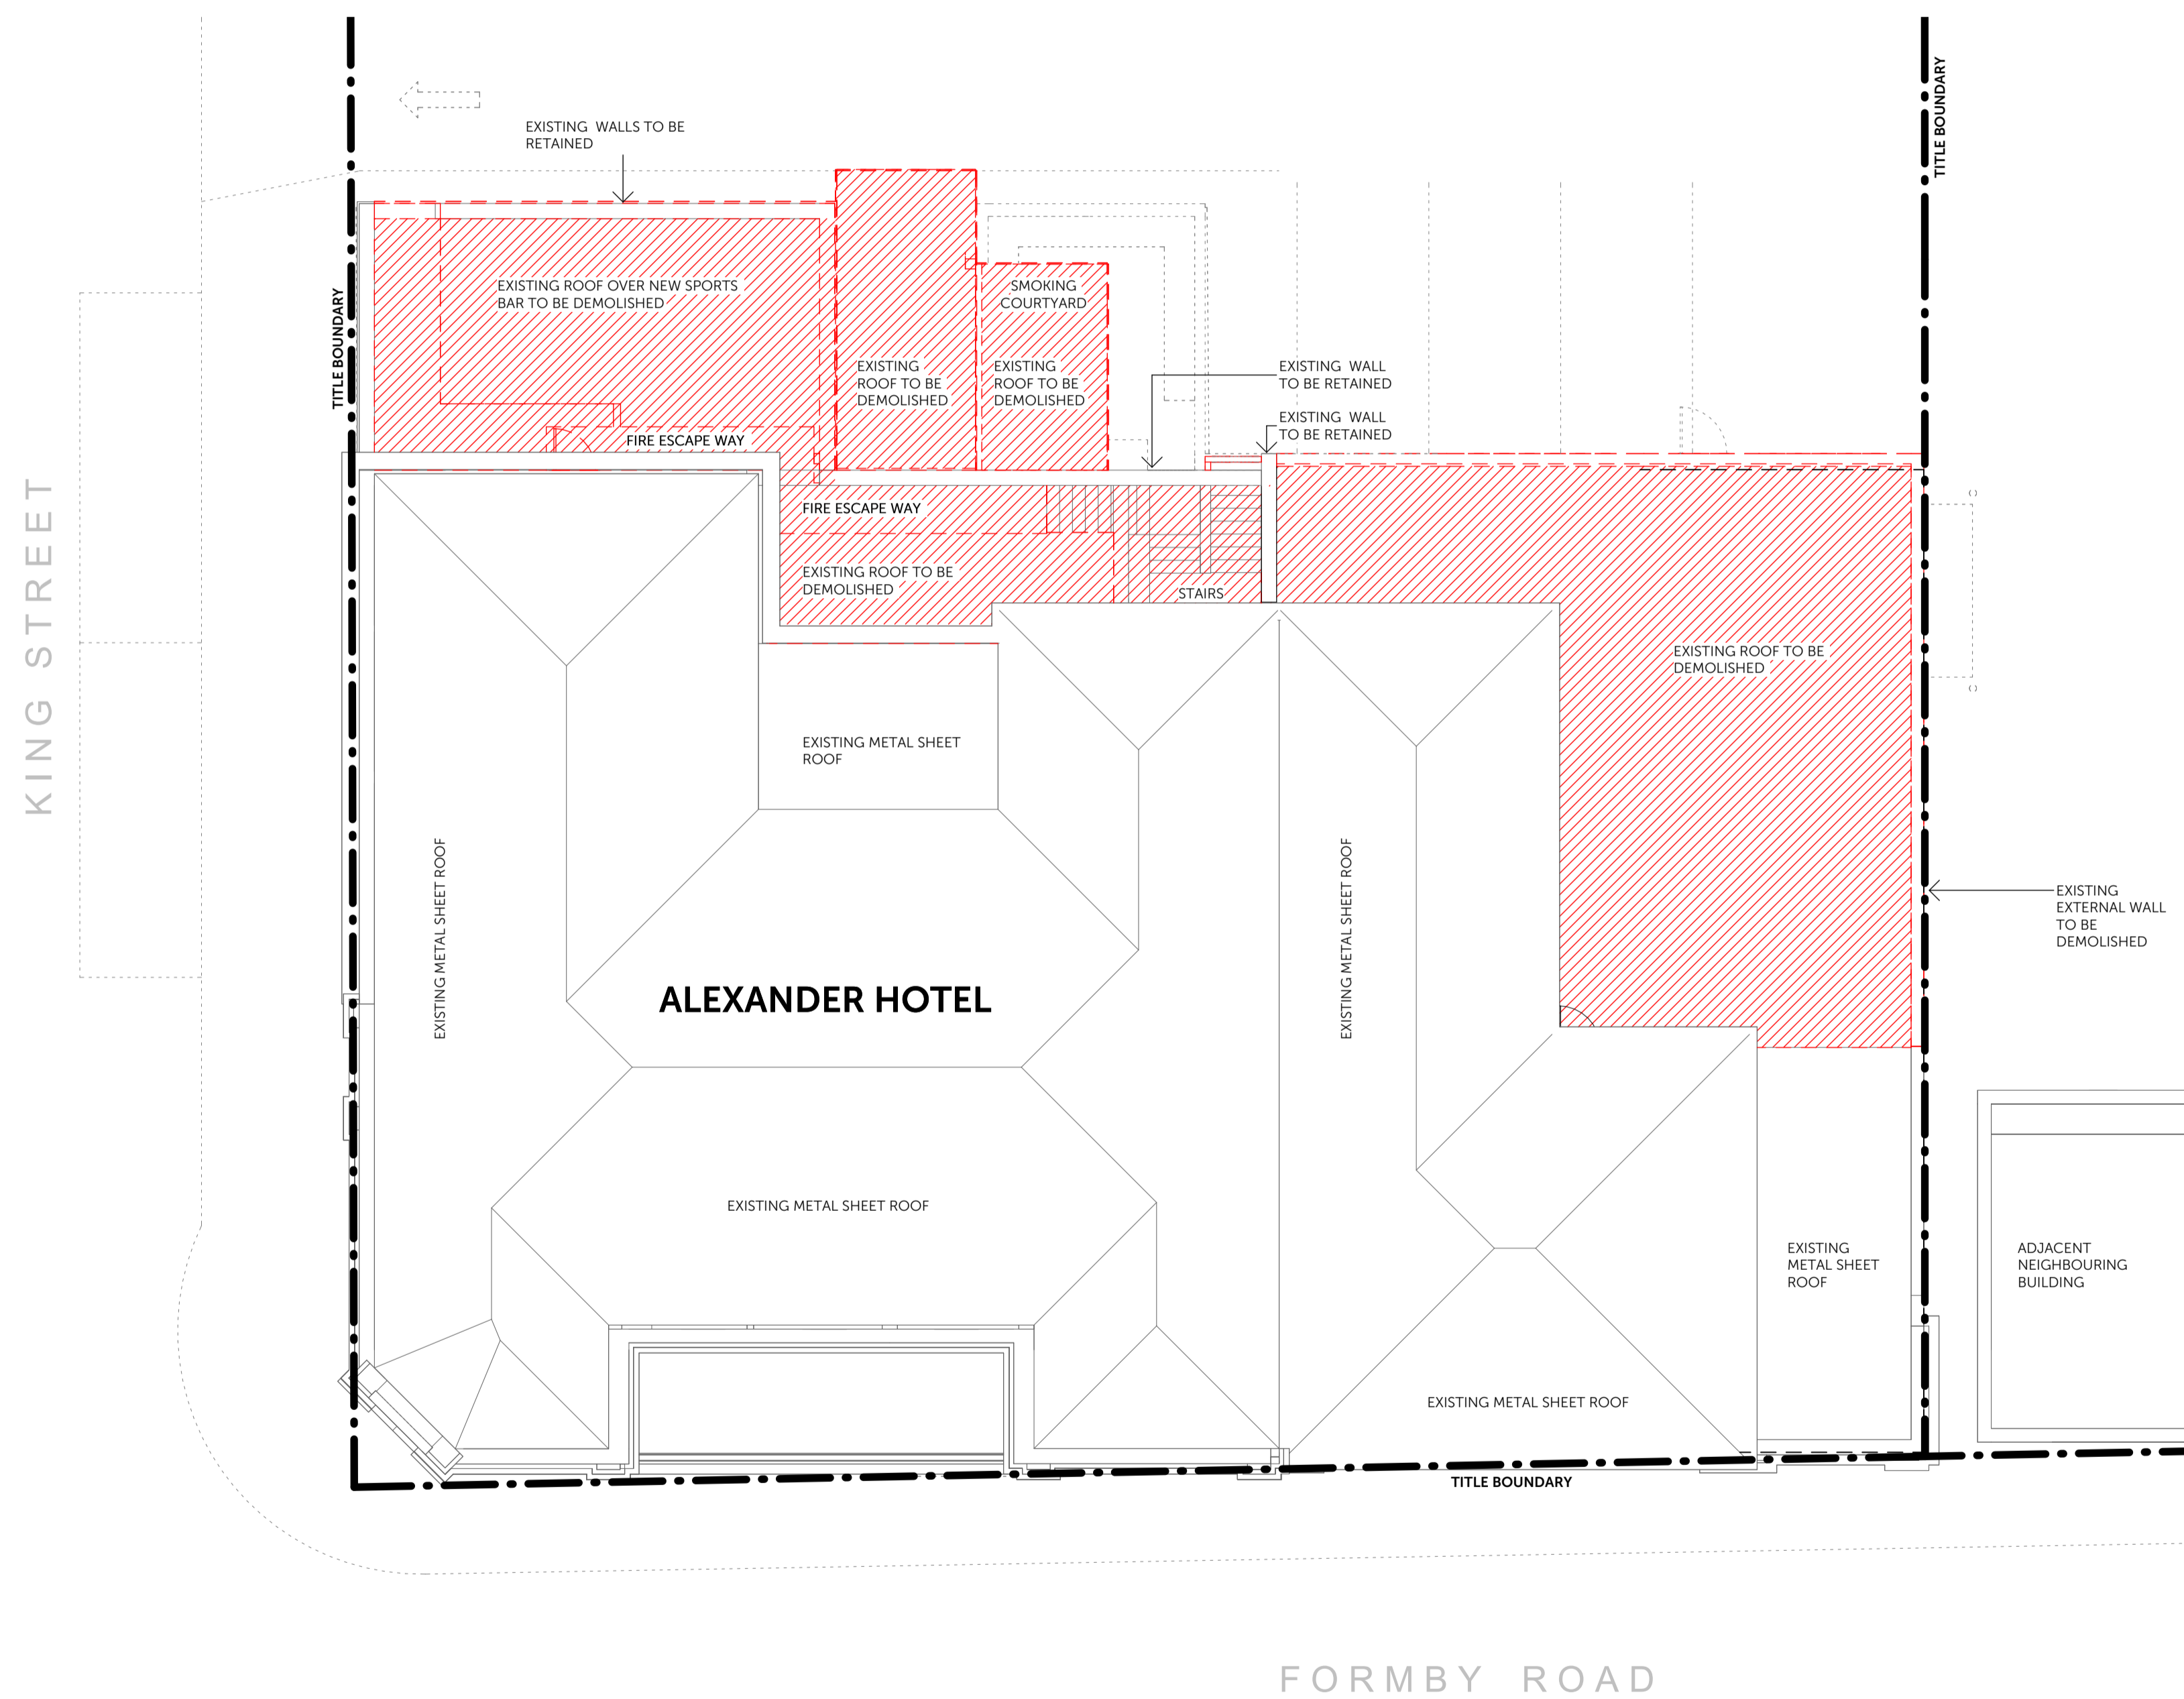 TITLE BOUNDARY
EXISTING WALLS TO BE
RETAINED
TITLE BOUNDARY
EXISTING ROOF OVER NEW SPORTS
BAR TO BE DEMOLISHED
SMOKING
COURTYARD
EXISTING
ROOF TO BE
DEMOLISHED
EXISTING
ROOF TO BE
DEMOLISHED
EXISTING WALL
TO BE RETAINED
EXISTING WALL
TO BE RETAINED
FIRE ESCAPE WAY
FIRE ESCAPE WAY
EXISTING ROOF TO BE
DEMOLISHED
STAIRS
KING STREET
EXISTING ROOF TO BE
DEMOLISHED
EXISTING METAL SHEET
ROOF
EXISTING METAL SHEET ROOF
EXISTING METAL SHEET ROOF
EXISTING
EXTERNAL WALL
TO BE
DEMOLISHED
ALEXANDER HOTEL
EXISTING METAL SHEET ROOF
EXISTING
METAL SHEET
ROOF
ADJACENT
NEIGHBOURING
BUILDING
EXISTING METAL SHEET ROOF
TITLE BOUNDARY
FORMBY ROAD